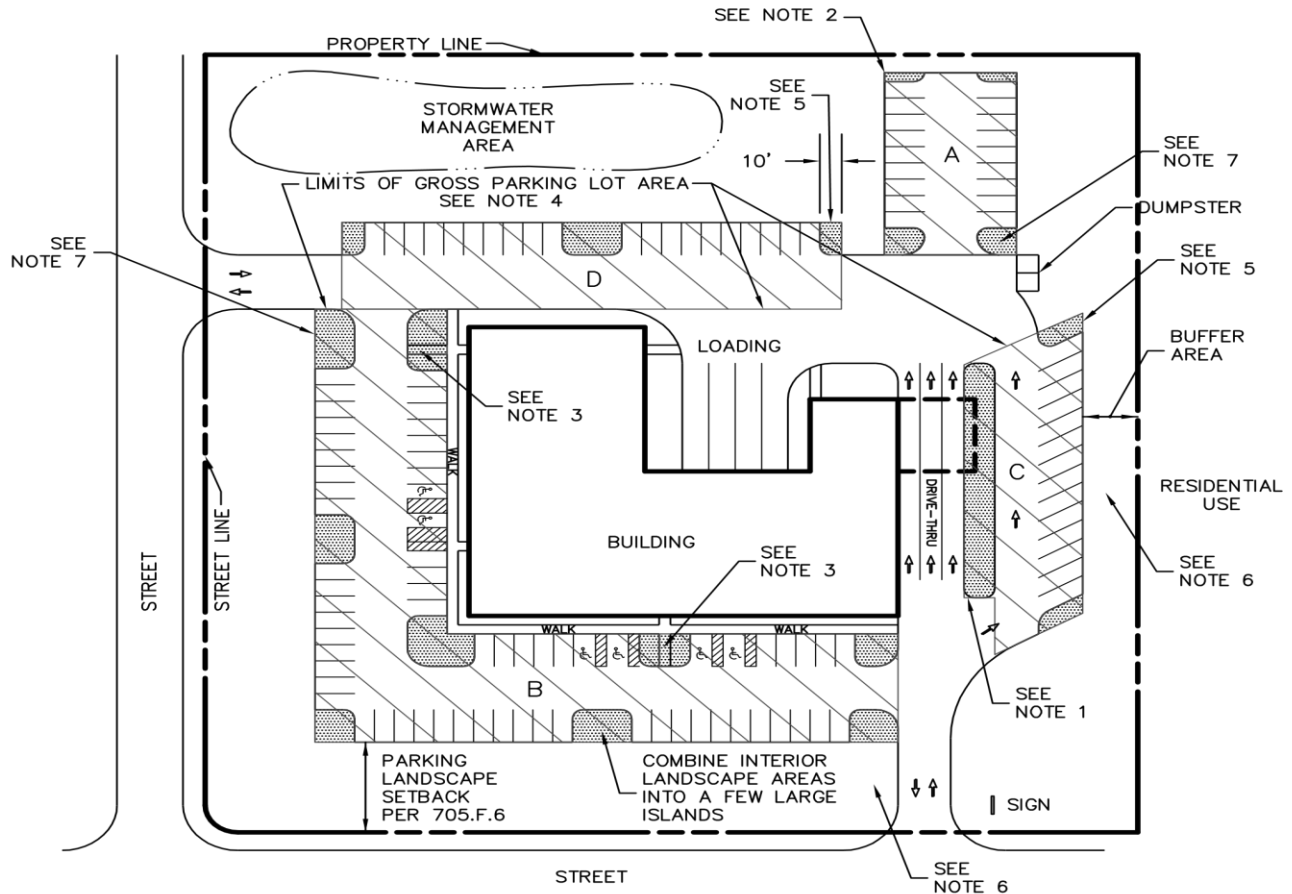 SEE NOTE 2
PROPERTY LINE
STORMWATER
MANAGEMENT
AREA
SEE
NOTE 5
10'
A
SEE
NOTE 7
DUMPSTER
LIMITS OF GROSS PARKING LOT AREA
SEE NOTE 4
SEE
NOTE 7
SEE
NOTE 5
D
BUFFER
AREA
LOADING
SEE
NOTE 3
WALK
C
RESIDENTIAL
USE
DRIVE-THRU
BUILDING
SEE
NOTE 3
SEE
NOTE 6
STREET
STREET LINE
WALK
WALK
B
SEE
NOTE 1
PARKING
LANDSCAPE
SETBACK
PER 705.F.6
COMBINE INTERIOR
LANDSCAPE AREAS
INTO A FEW LARGE
ISLANDS
SIGN
SEE
NOTE 6
STREET